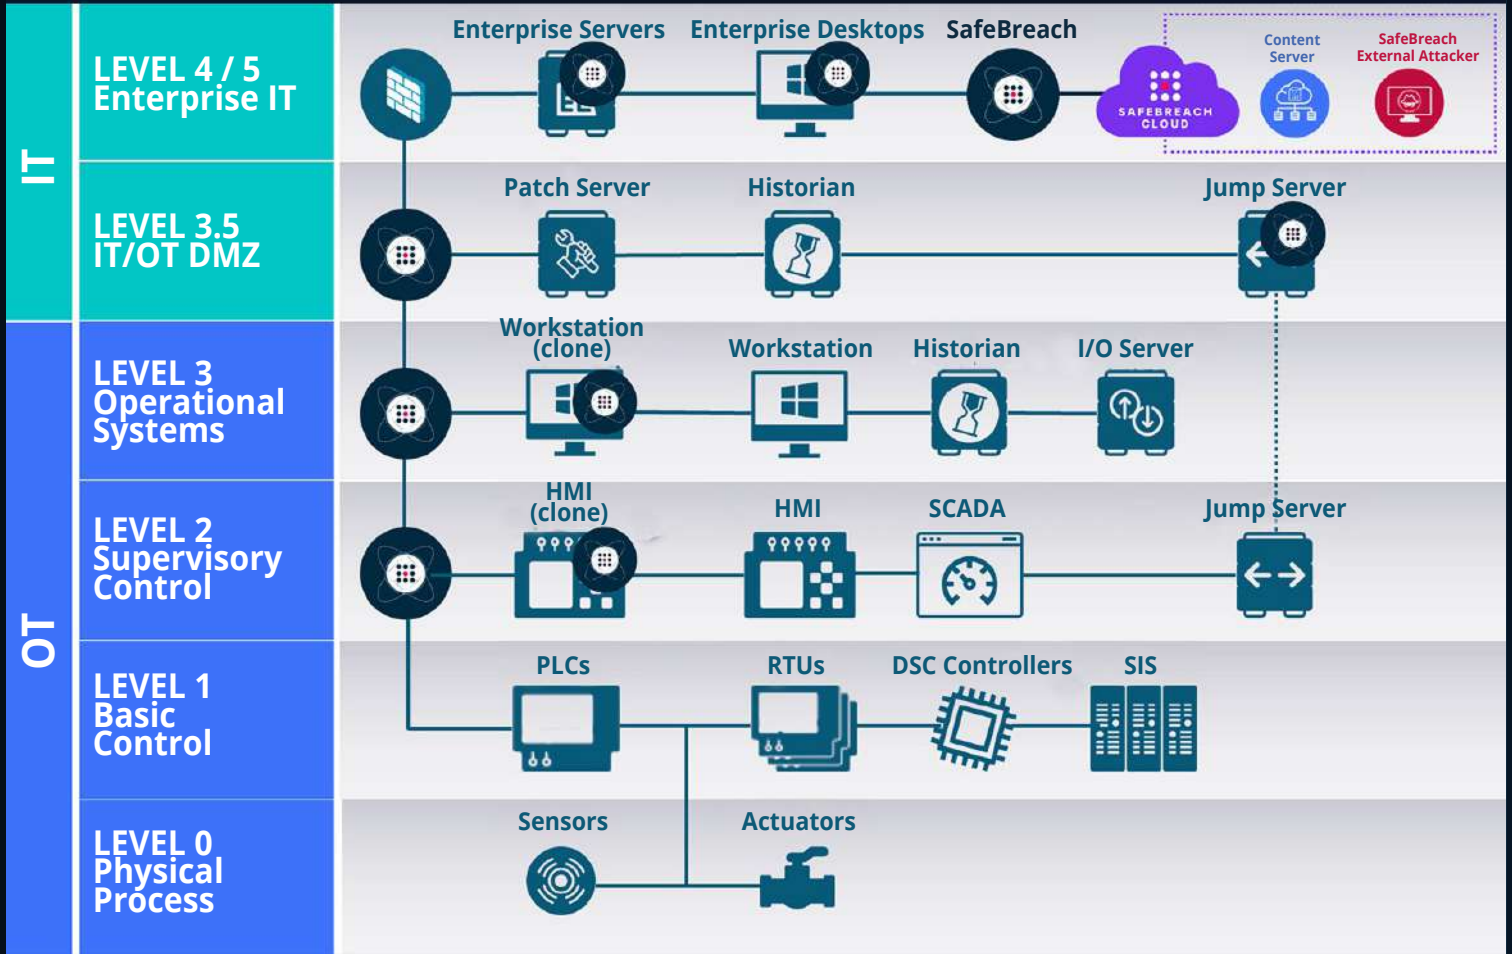 IT
LEVEL 4 / 5
Enterprise IT
Enterprise Servers
Enterprise Desktops
SafeBreach
SAFEBREACH
CLOUD
Content
Server
SafeBreach
External Attacker
LEVEL 3.5
IT/OT DMZ
Patch Server
Historian
Jump Server
OT
LEVEL 3
Operational
Systems
Workstation
(clone)
Workstation
Historian
I/O Server
LEVEL 2
Supervisory
Control
HMI
(clone)
HMI
SCADA
Jump Server
LEVEL 1
Basic
Control
PLCs
RTUs
DSC Controllers
SIS
LEVEL 0
Physical
Process
Sensors
Actuators